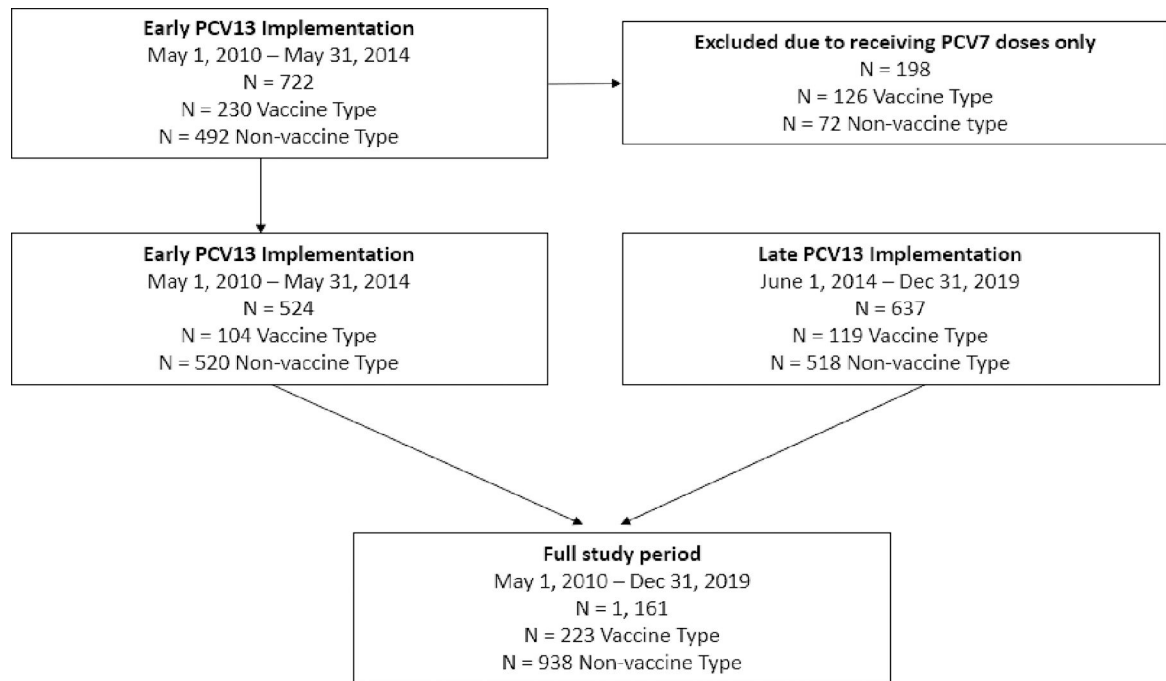 Early PCV13 Implementation
May 1, 2010 – May 31, 2014
N = 722
N = 230 Vaccine Type
N = 492 Non-vaccine Type
Excluded due to receiving PCV7 doses only
N = 198
N = 126 Vaccine Type
N = 72 Non-vaccine type
Early PCV13 Implementation
May 1, 2010 – May 31, 2014
N = 524
N = 104 Vaccine Type
N = 520 Non-vaccine Type
Late PCV13 Implementation
June 1, 2014 – Dec 31, 2019
N = 637
N = 119 Vaccine Type
N = 518 Non-vaccine Type
Full study period
May 1, 2010 – Dec 31, 2019
N = 1, 161
N = 223 Vaccine Type
N = 938 Non-vaccine Type